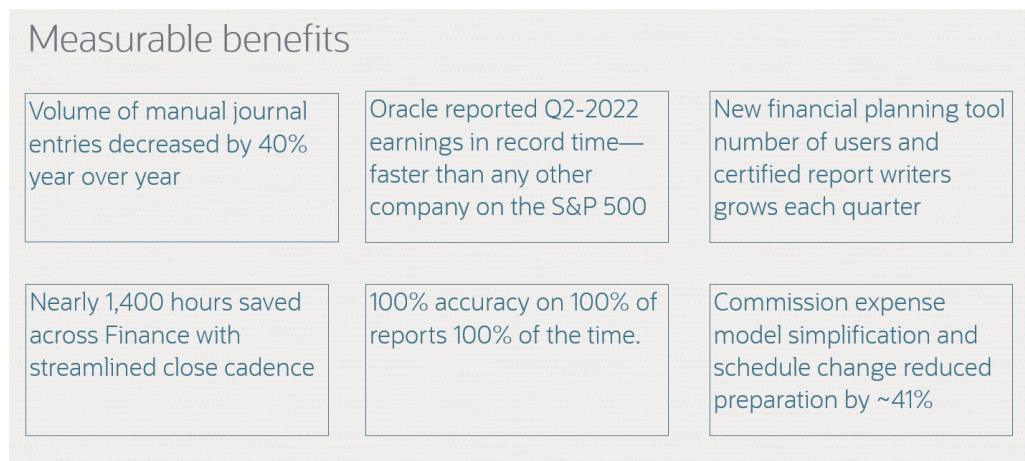 Measurable benefits
Volume of manual journal
entries decreased by 40%
year over year
Oracle reported Q2-2022
earnings in record time—
faster than any other
company on the S&P 500
New financial planning tool
number of users and
certified report writers
grows each quarter
Nearly 1,400 hours saved
across Finance with
streamlined close cadence
100% accuracy on 100% of
reports 100% of the time.
Commission expense
model simplification and
schedule change reduced
preparation by ~41%